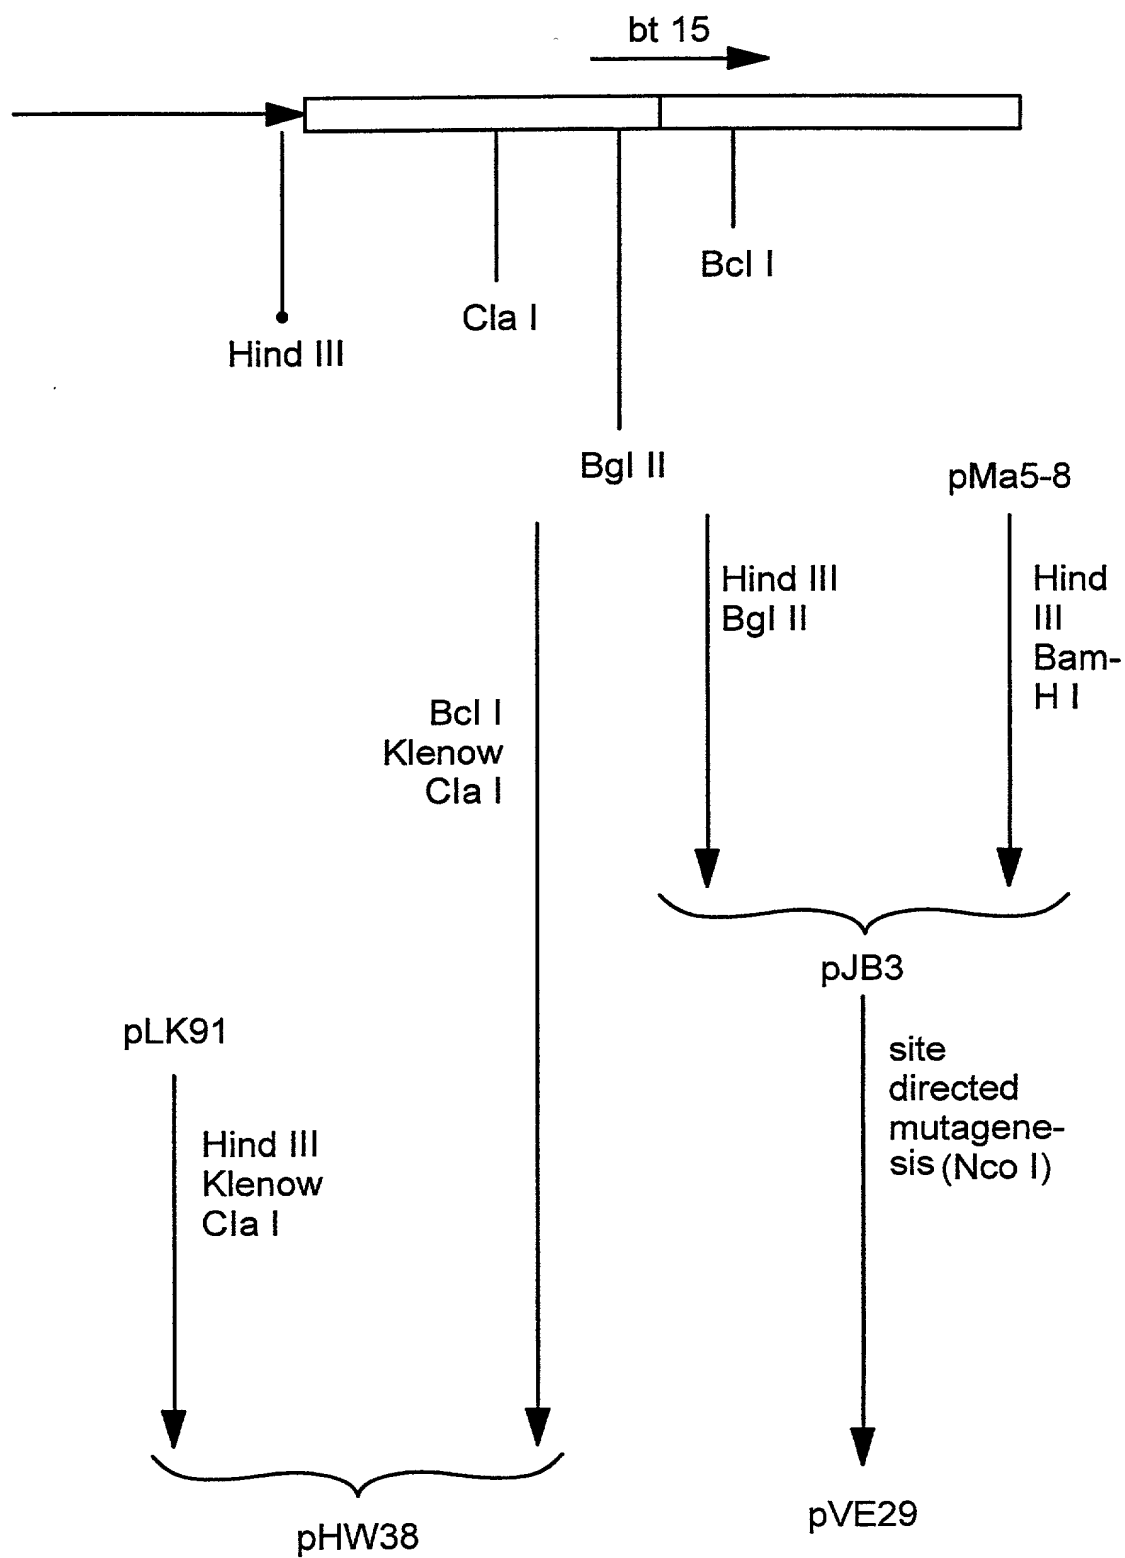 bt 15
Bcl I
Cla I
Hind III
Bgl II
pMa5-8
Hind III
Bgl II
Hind
III
Bam-
H I
Bcl I
Klenow
Cla I
pJB3
pLK91
site
directed
mutagene-
sis (Nco I)
Hind III
Klenow
Cla I
pVE29
pHW38